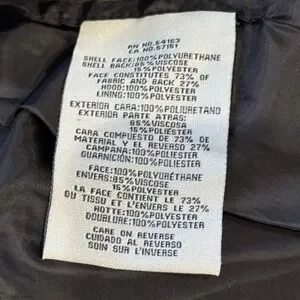 RN NO.54163
CA NO.57151
SHELL FACE:100%POLYURETHANE
SHELL BACK:85%VISCOSE
15%POLYESTER
FACE CONSTITUTES 73% OF
FABRIC AND BACK 27%
HOOD:100%POLYESTER
LINING:100%POLYESTER
EXTERIOR CARA:100%POLIURETANO
EXTERIOR PARTE ATRAS:
85%VISCOSA
15%POLIESTER
CARA COMPUESTO DE 73% DE
MATERIAL Y EL REVERSO 27%
CAMPANA:100%POLIESTER
GUARNICIÓN:100%POLIESTER
FACE:100%POLYURÉTHANE
ENVERS:85%VISCOSE
15%POLYESTER
LA FACE CONTIENT LE 73%
DU TISSU ET L'ENVERS LE 27%
HOTTE:100%POLYESTER
DOUBLURE:100%POLYESTER
CARE ON REVERSE
CUIDADO AL REVERSO
SOIN SUR L'INVERSE